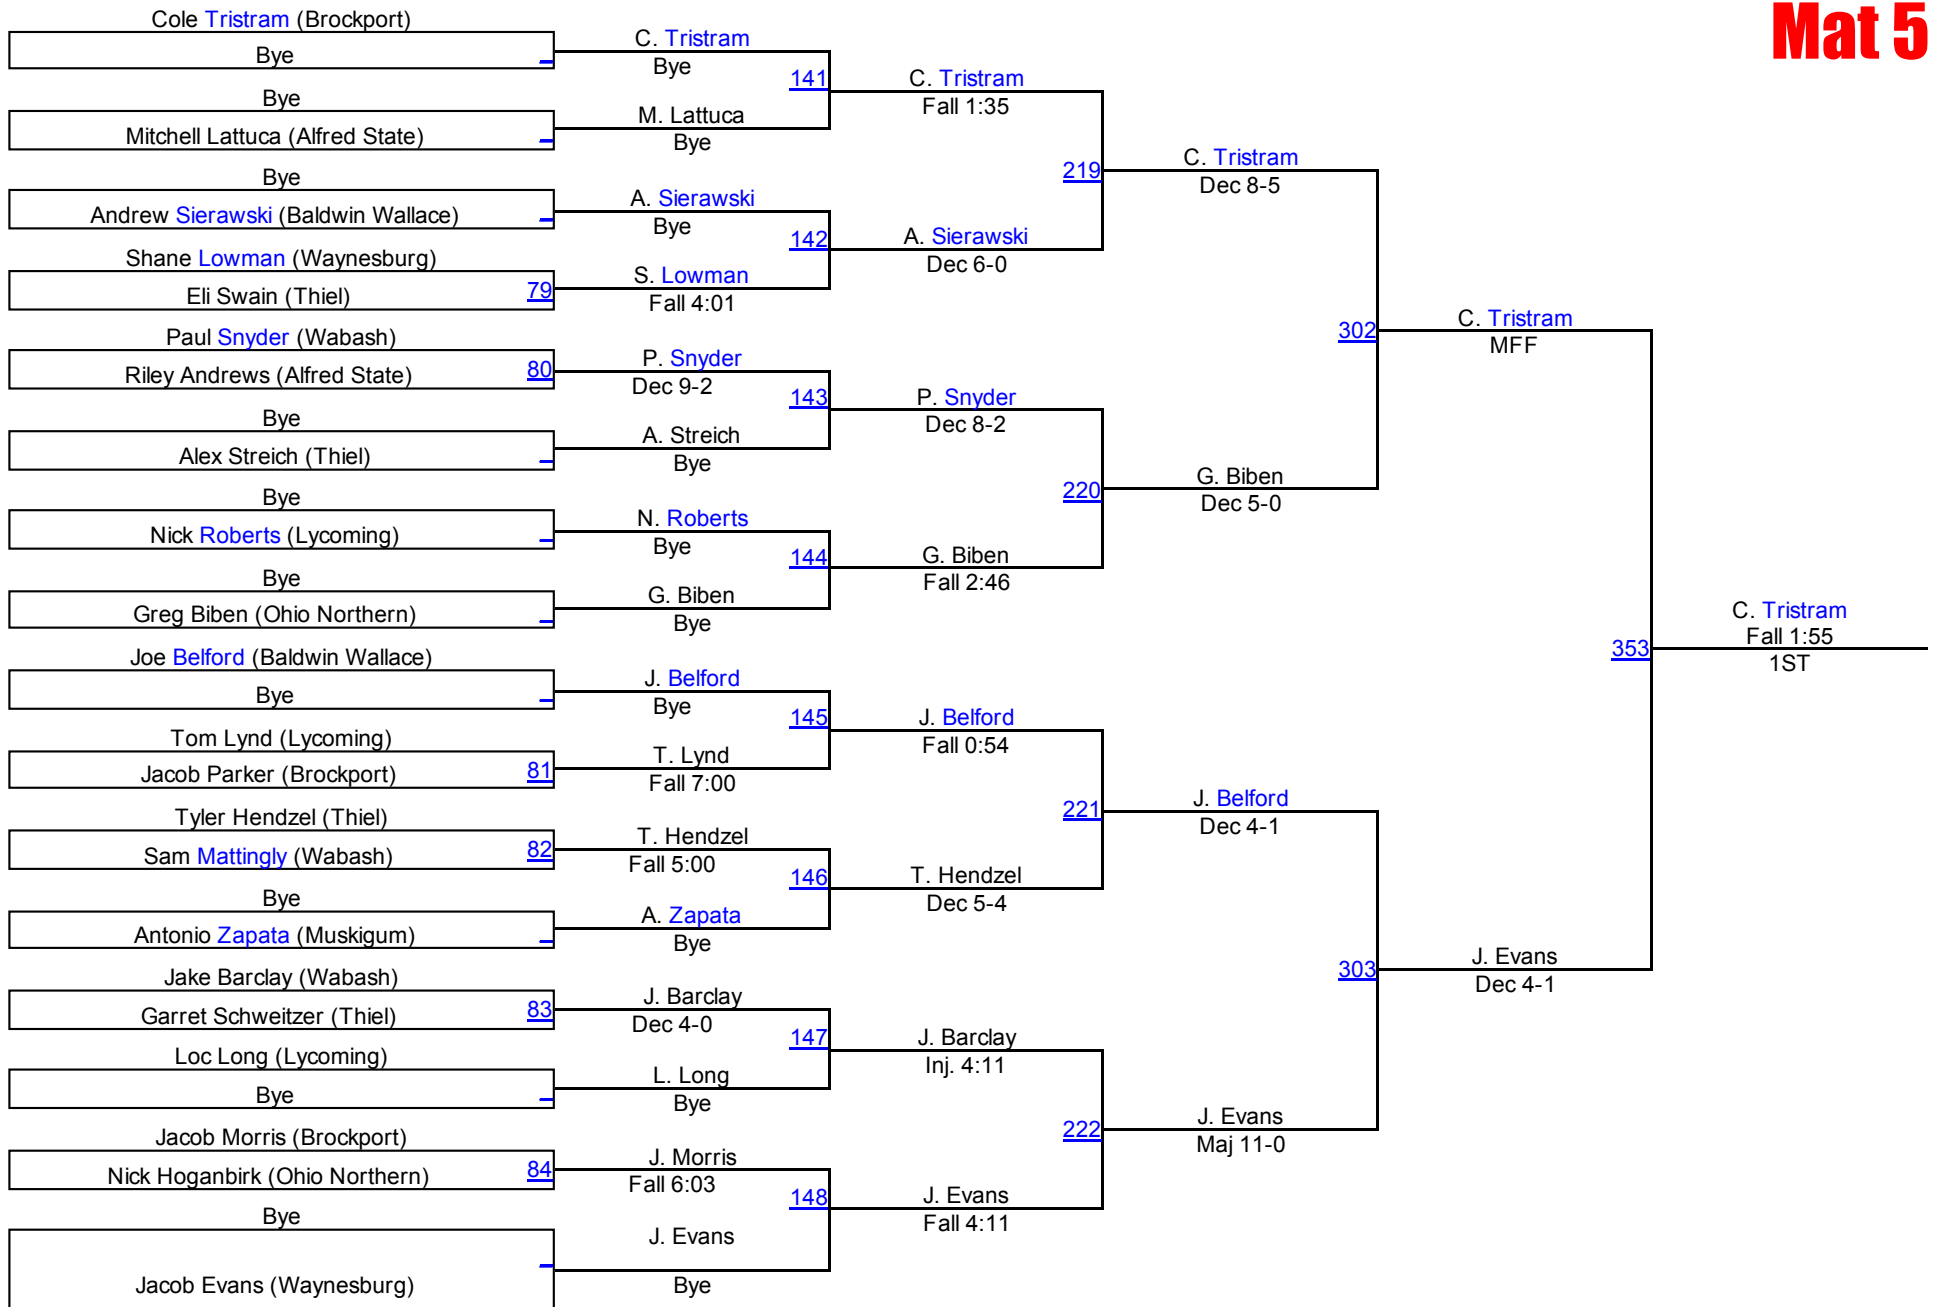 Mat 5
Cole Tristram (Brockport)
Bye
Bye
Mitchell Lattuca (Alfred State)
Bye
Andrew Sierawski (Baldwin Wallace)
Shane Lowman (Waynesburg)
Eli Swain (Thiel)
79
Paul Snyder (Wabash)
Riley Andrews (Alfred State)
80
Bye
Alex Streich (Thiel)
Bye
Nick Roberts (Lycoming)
Bye
Greg Biben (Ohio Northern)
Joe Belford (Baldwin Wallace)
Bye
Tom Lynd (Lycoming)
Jacob Parker (Brockport)
81
Tyler Hendzel (Thiel)
Sam Mattingly (Wabash)
82
Bye
Antonio Zapata (Muskigum)
Jake Barclay (Wabash)
Garret Schweitzer (Thiel)
83
Loc Long (Lycoming)
Bye
Jacob Morris (Brockport)
Nick Hoganbirk (Ohio Northern)
84
Bye
Jacob Evans (Waynesburg)
C. Tristram
Bye
141
M. Lattuca
Bye
A. Sierawski
Bye
142
S. Lowman
Fall 4:01
P. Snyder
Dec 9-2
143
A. Streich
Bye
N. Roberts
Bye
144
G. Biben
Bye
J. Belford
Bye
145
T. Lynd
Fall 7:00
T. Hendzel
Fall 5:00
146
A. Zapata
Bye
J. Barclay
Dec 4-0
147
L. Long
Bye
J. Morris
Fall 6:03
148
J. Evans
Bye
C. Tristram
Fall 1:35
219
A. Sierawski
Dec 6-0
P. Snyder
Dec 8-2
220
G. Biben
Fall 2:46
J. Belford
Fall 0:54
221
T. Hendzel
Dec 5-4
J. Barclay
Inj. 4:11
222
J. Evans
Fall 4:11
C. Tristram
Dec 8-5
302
G. Biben
Dec 5-0
J. Belford
Dec 4-1
303
J. Evans
Maj 11-0
C. Tristram
MFF
353
J. Evans
Dec 4-1
C. Tristram
Fall 1:55
1ST